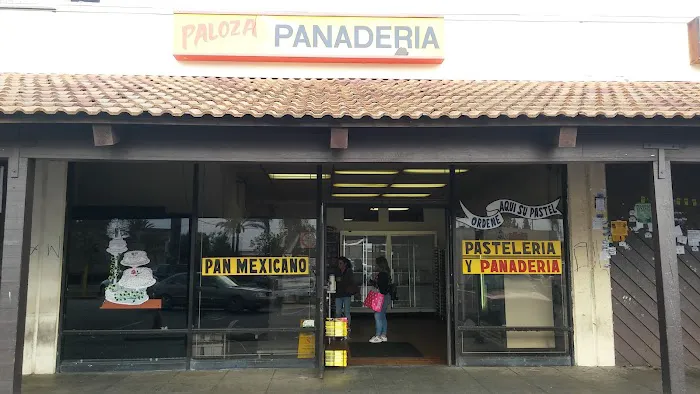 PALOZA PANADERIA
PAN MEXICANO
ORDENE AQUI SU PASTEL
PASTELERIA
Y PANADERIA